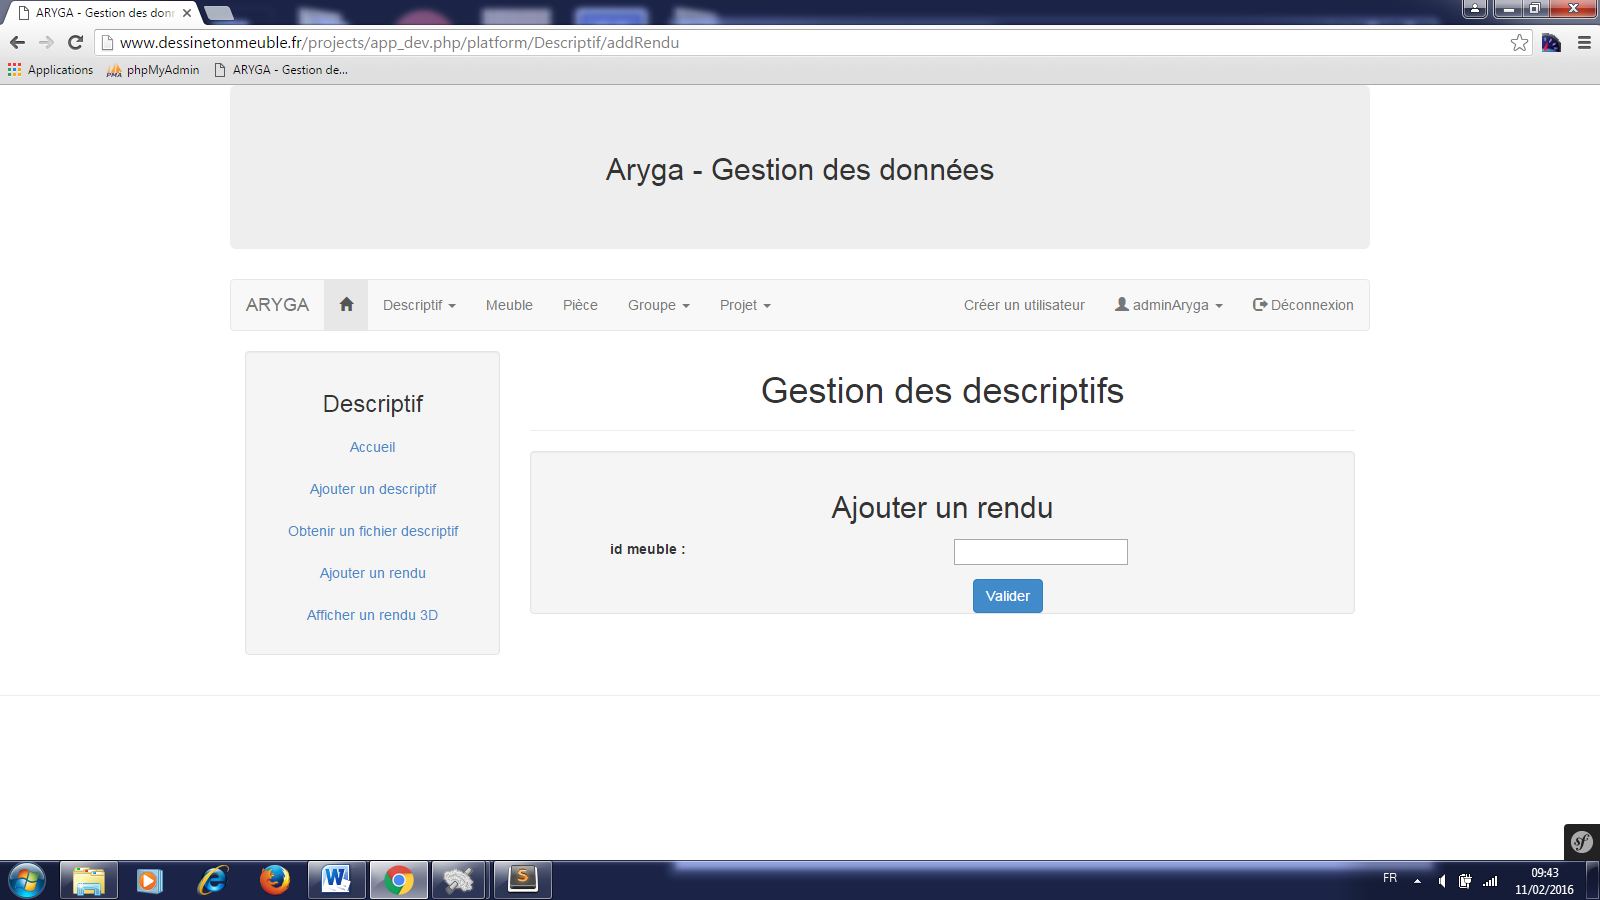 ARYGA - Gestion des don
www.dessinetonmeuble.fr/projects/app_dev.php/platform/Descriptif/addRendu
Applications phpMyAdmin ARYGA - Gestion de...
Aryga - Gestion des données
ARYGA Descriptif Meuble Pièce Groupe Projet Créer un utilisateur adminAryga Déconnexion
Descriptif
Accueil
Ajouter un descriptif
Obtenir un fichier descriptif
Ajouter un rendu
Afficher un rendu 3D
Gestion des descriptifs
Ajouter un rendu
id meuble :
Valider
sf
FR
09:43
11/02/2016